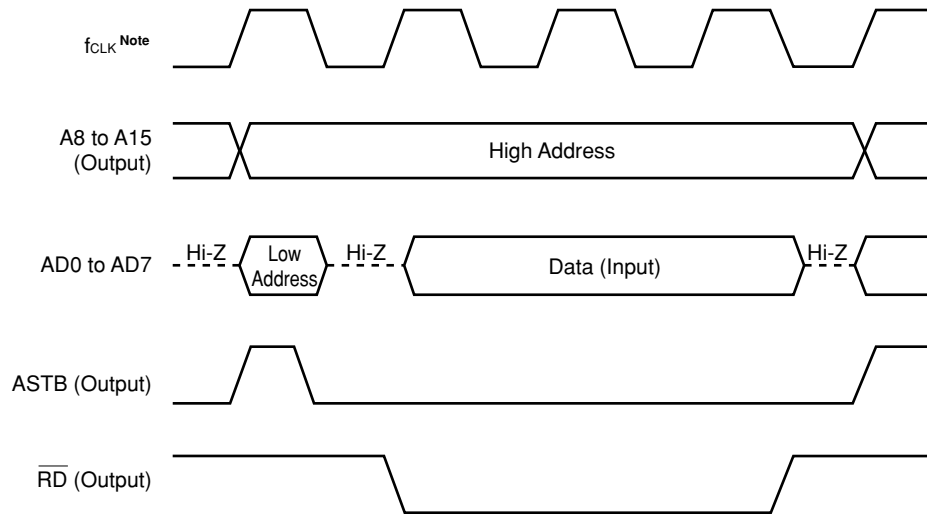 fCLK Note
A8 to A15
(Output)
High Address
AD0 to AD7
Hi-Z
Low
Address
Hi-Z
Data (Input)
Hi-Z
ASTB (Output)
RD (Output)